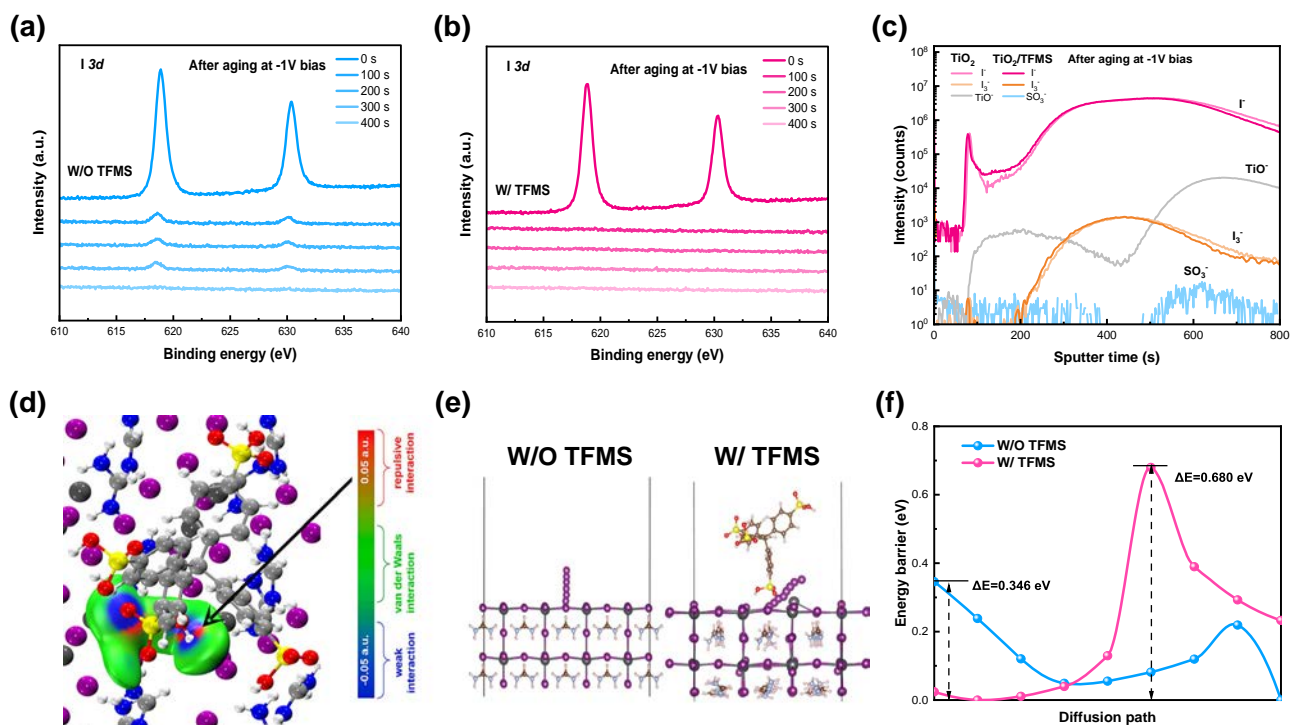 (a)
I 3d
After aging at -1V bias
0 s
100 s
200 s
300 s
400 s
W/O TFMS
Intensity (a.u.)
610 615 620 625 630 635 640
Binding energy (eV)
(b)
I 3d
After aging at -1V bias
0 s
100 s
200 s
300 s
400 s
W/ TFMS
Intensity (a.u.)
610 615 620 625 630 635 640
Binding energy (eV)
(c)
TiO₂ TiO₂/TFMS After aging at -1V bias
I⁻ I⁻
I₃⁻ I₃⁻
TiO⁻ SO₃⁻
I⁻
TiO⁻
I₃⁻
SO₃⁻
10⁷
10⁶
10⁵
10⁴
10³
10²
10¹
10⁰
Intensity (counts)
0 200 400 600 800
Sputter time (s)
(d)
0.05 a.u.
-0.05 a.u.
repulsive interaction
van der Waals interaction
weak interaction
(e)
W/O TFMS
W/ TFMS
(f)
W/O TFMS
W/ TFMS
ΔE=0.680 eV
ΔE=0.346 eV
0.8
0.6
0.4
0.2
0.0
Energy barrier (eV)
Diffusion path